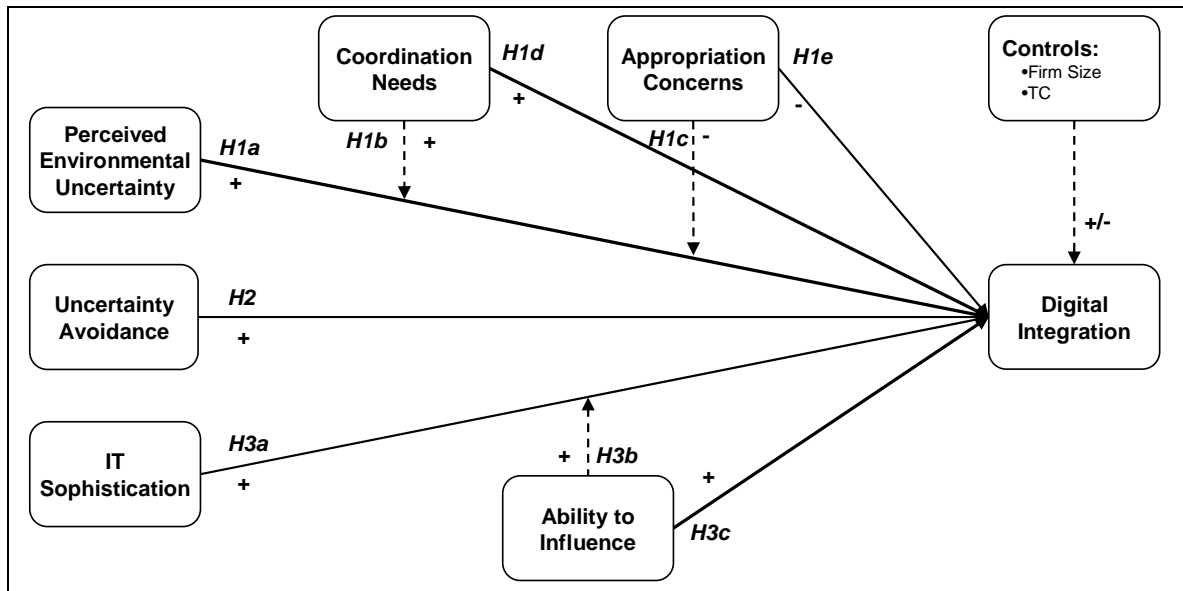 Coordination
Needs
H1d
+
Appropriation
Concerns
H1e
-
Controls:
•Firm Size
•TC
H1b
+
H1c
-
Perceived
Environmental
Uncertainty
H1a
+
+/-
Uncertainty
Avoidance
H2
+
Digital
Integration
IT
Sophistication
H3a
+
+
H3b
Ability to
Influence
+
H3c